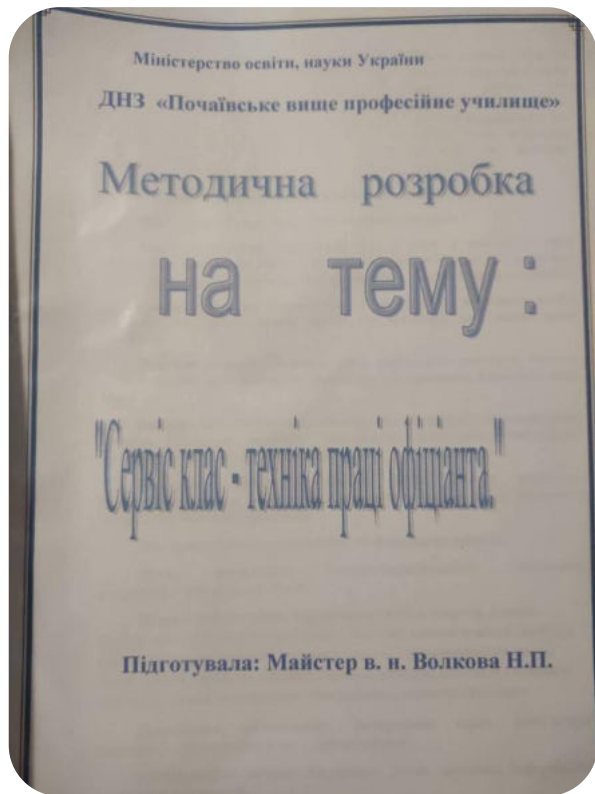 Міністерство освіти, науки України
ДНЗ «Почаївське вище професійне училище»
Методична розробка
на тему :
"Сервіс клас - техніка праці офіціанта."
Підготувала: Майстер в. н. Волкова Н.П.